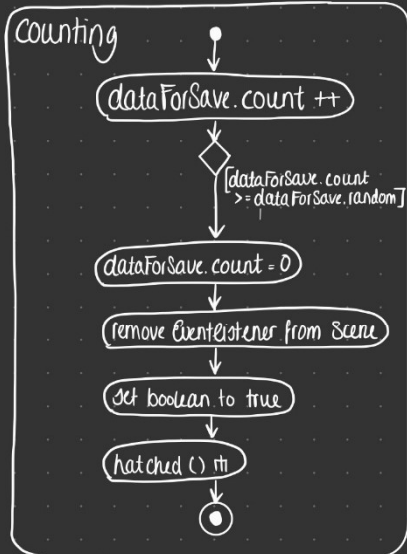 counting
dataForSave.count ++
[dataForSave.count
>= dataForSave.random]
dataForSave.count = 0
remove Eventlistener from Scene
set boolean to true
hatched ()